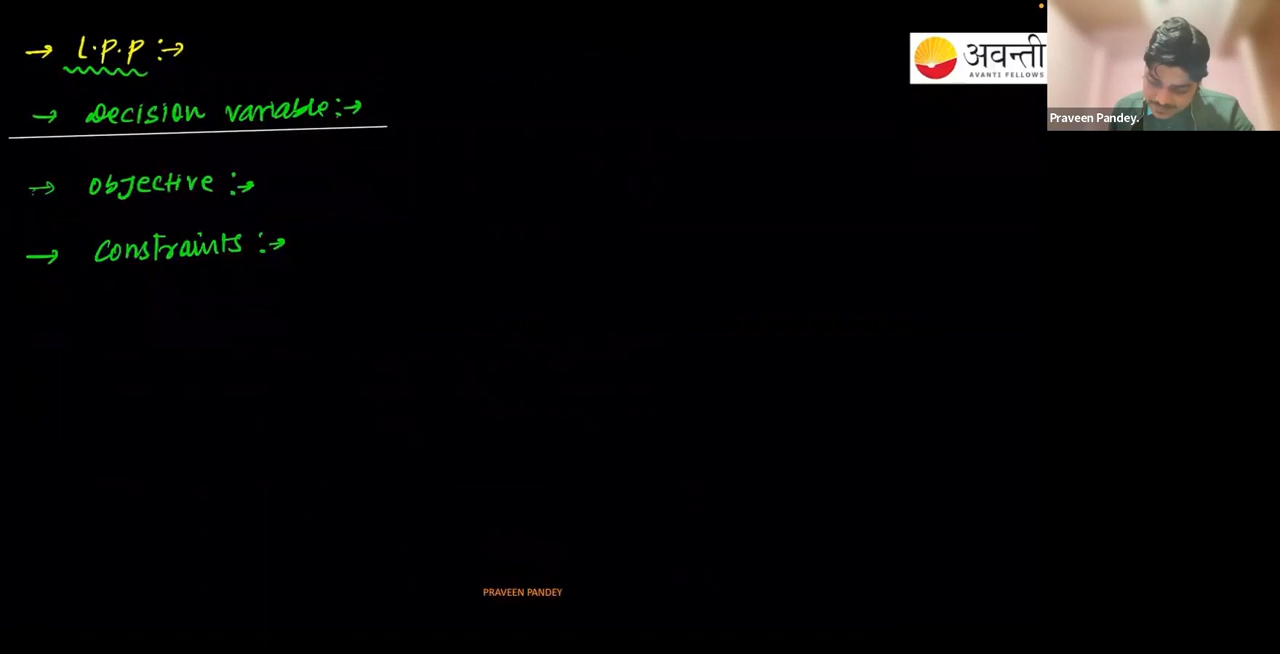 → L.P.P :→
→ Decision variable :→
→ objective :→
→ constraints :→
अवन्ती
AVANTI FELLOWS
Praveen Pandey.
PRAVEEN PANDEY